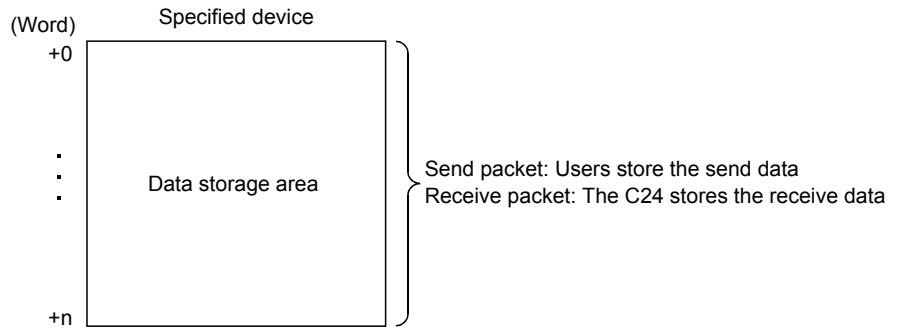 Specified device
(Word)
+0
Data storage area
Send packet: Users store the send data
Receive packet: The C24 stores the receive data
+n